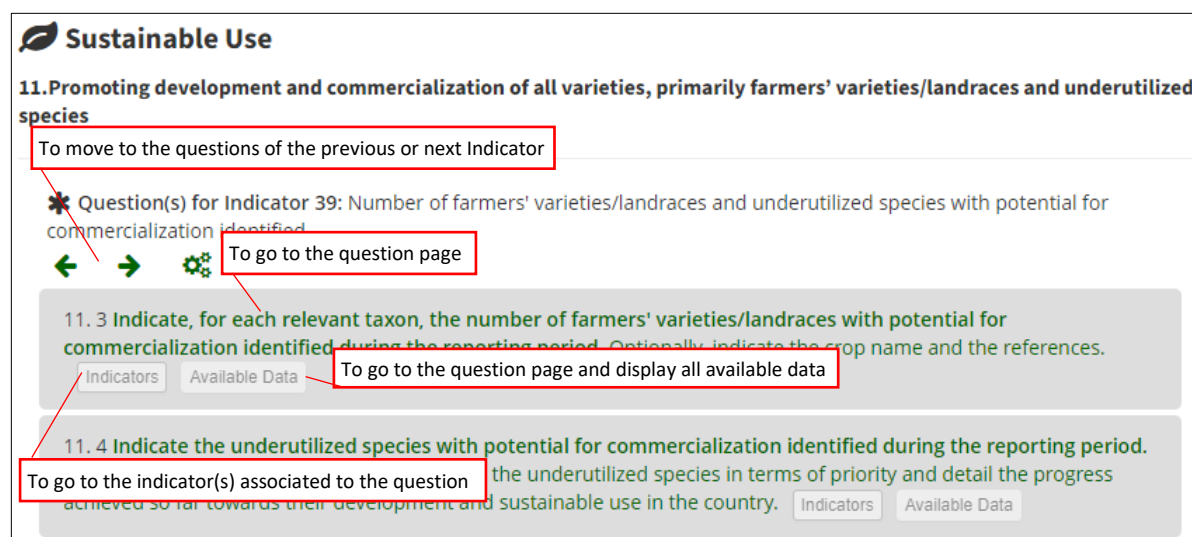 Sustainable Use
11.Promoting development and commercialization of all varieties, primarily farmers' varieties/landraces and underutilized
species
To move to the questions of the previous or next Indicator
Question(s) for Indicator 39: Number of farmers' varieties/landraces and underutilized species with potential for
commercialization identified
To go to the question page
11. 3 Indicate, for each relevant taxon, the number of farmers' varieties/landraces with potential for
commercialization identified during the reporting period. Optionally, indicate the crop name and the references.
Indicators Available Data
To go to the question page and display all available data
11. 4 Indicate the underutilized species with potential for commercialization identified during the reporting period.
To go to the indicator(s) associated to the question
the underutilized species in terms of priority and detail the progress
achieved so far towards their development and sustainable use in the country. Indicators Available Data